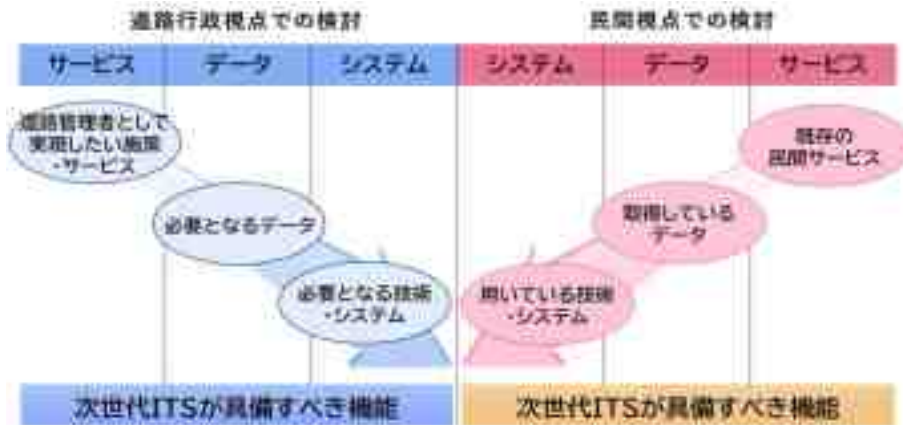 道路行政視点での検討
民間視点での検討
サービス
データ
システム
システム
データ
サービス
道路管理者として
実現したい施策
・サービス
既存の
民間サービス
必要となるデータ
取得している
データ
必要となる技術
・システム
用いている技術
・システム
次世代ITSが具備すべき機能
次世代ITSが具備すべき機能